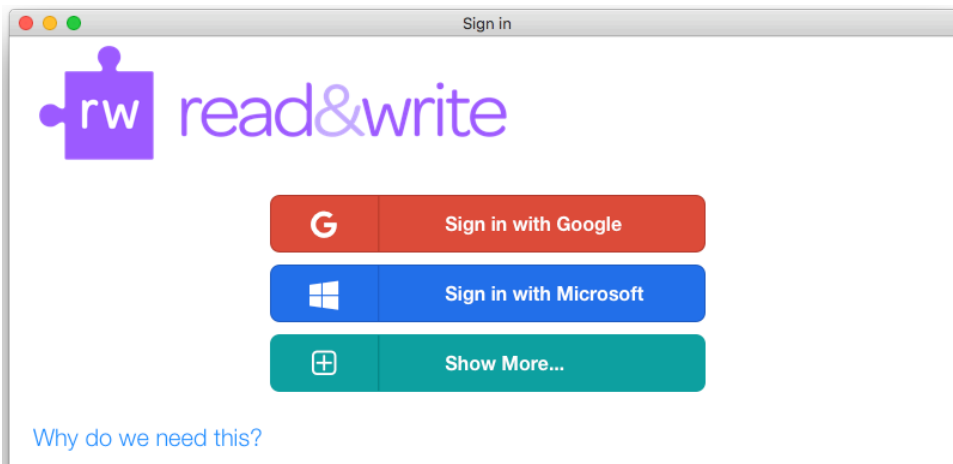 Sign in
rw read&write
Sign in with Google
Sign in with Microsoft
Show More...
Why do we need this?